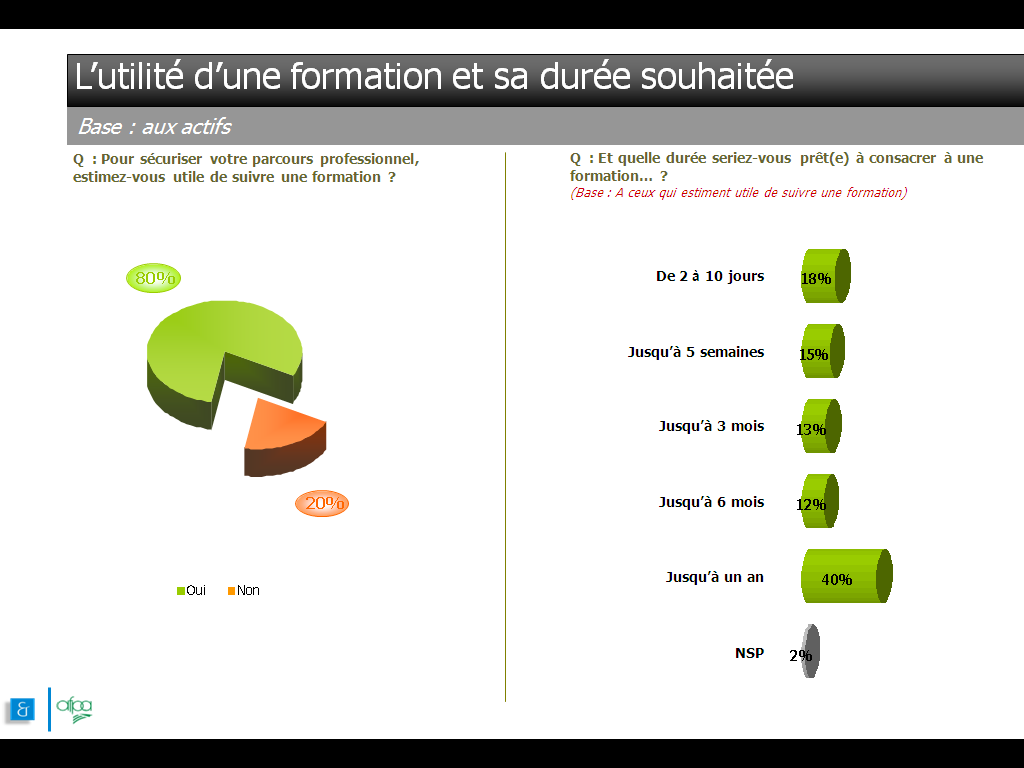 L’utilité d’une formation et sa durée souhaitée
Base : aux actifs
Q : Pour sécuriser votre parcours professionnel,
estimez-vous utile de suivre une formation ?
80%
20%
Oui Non
Q : Et quelle durée seriez-vous prêt(e) à consacrer à une
formation… ?
(Base : A ceux qui estiment utile de suivre une formation)
De 2 à 10 jours 18%
Jusqu’à 5 semaines 15%
Jusqu’à 3 mois 13%
Jusqu’à 6 mois 12%
Jusqu’à un an 40%
NSP 2%
& afpa